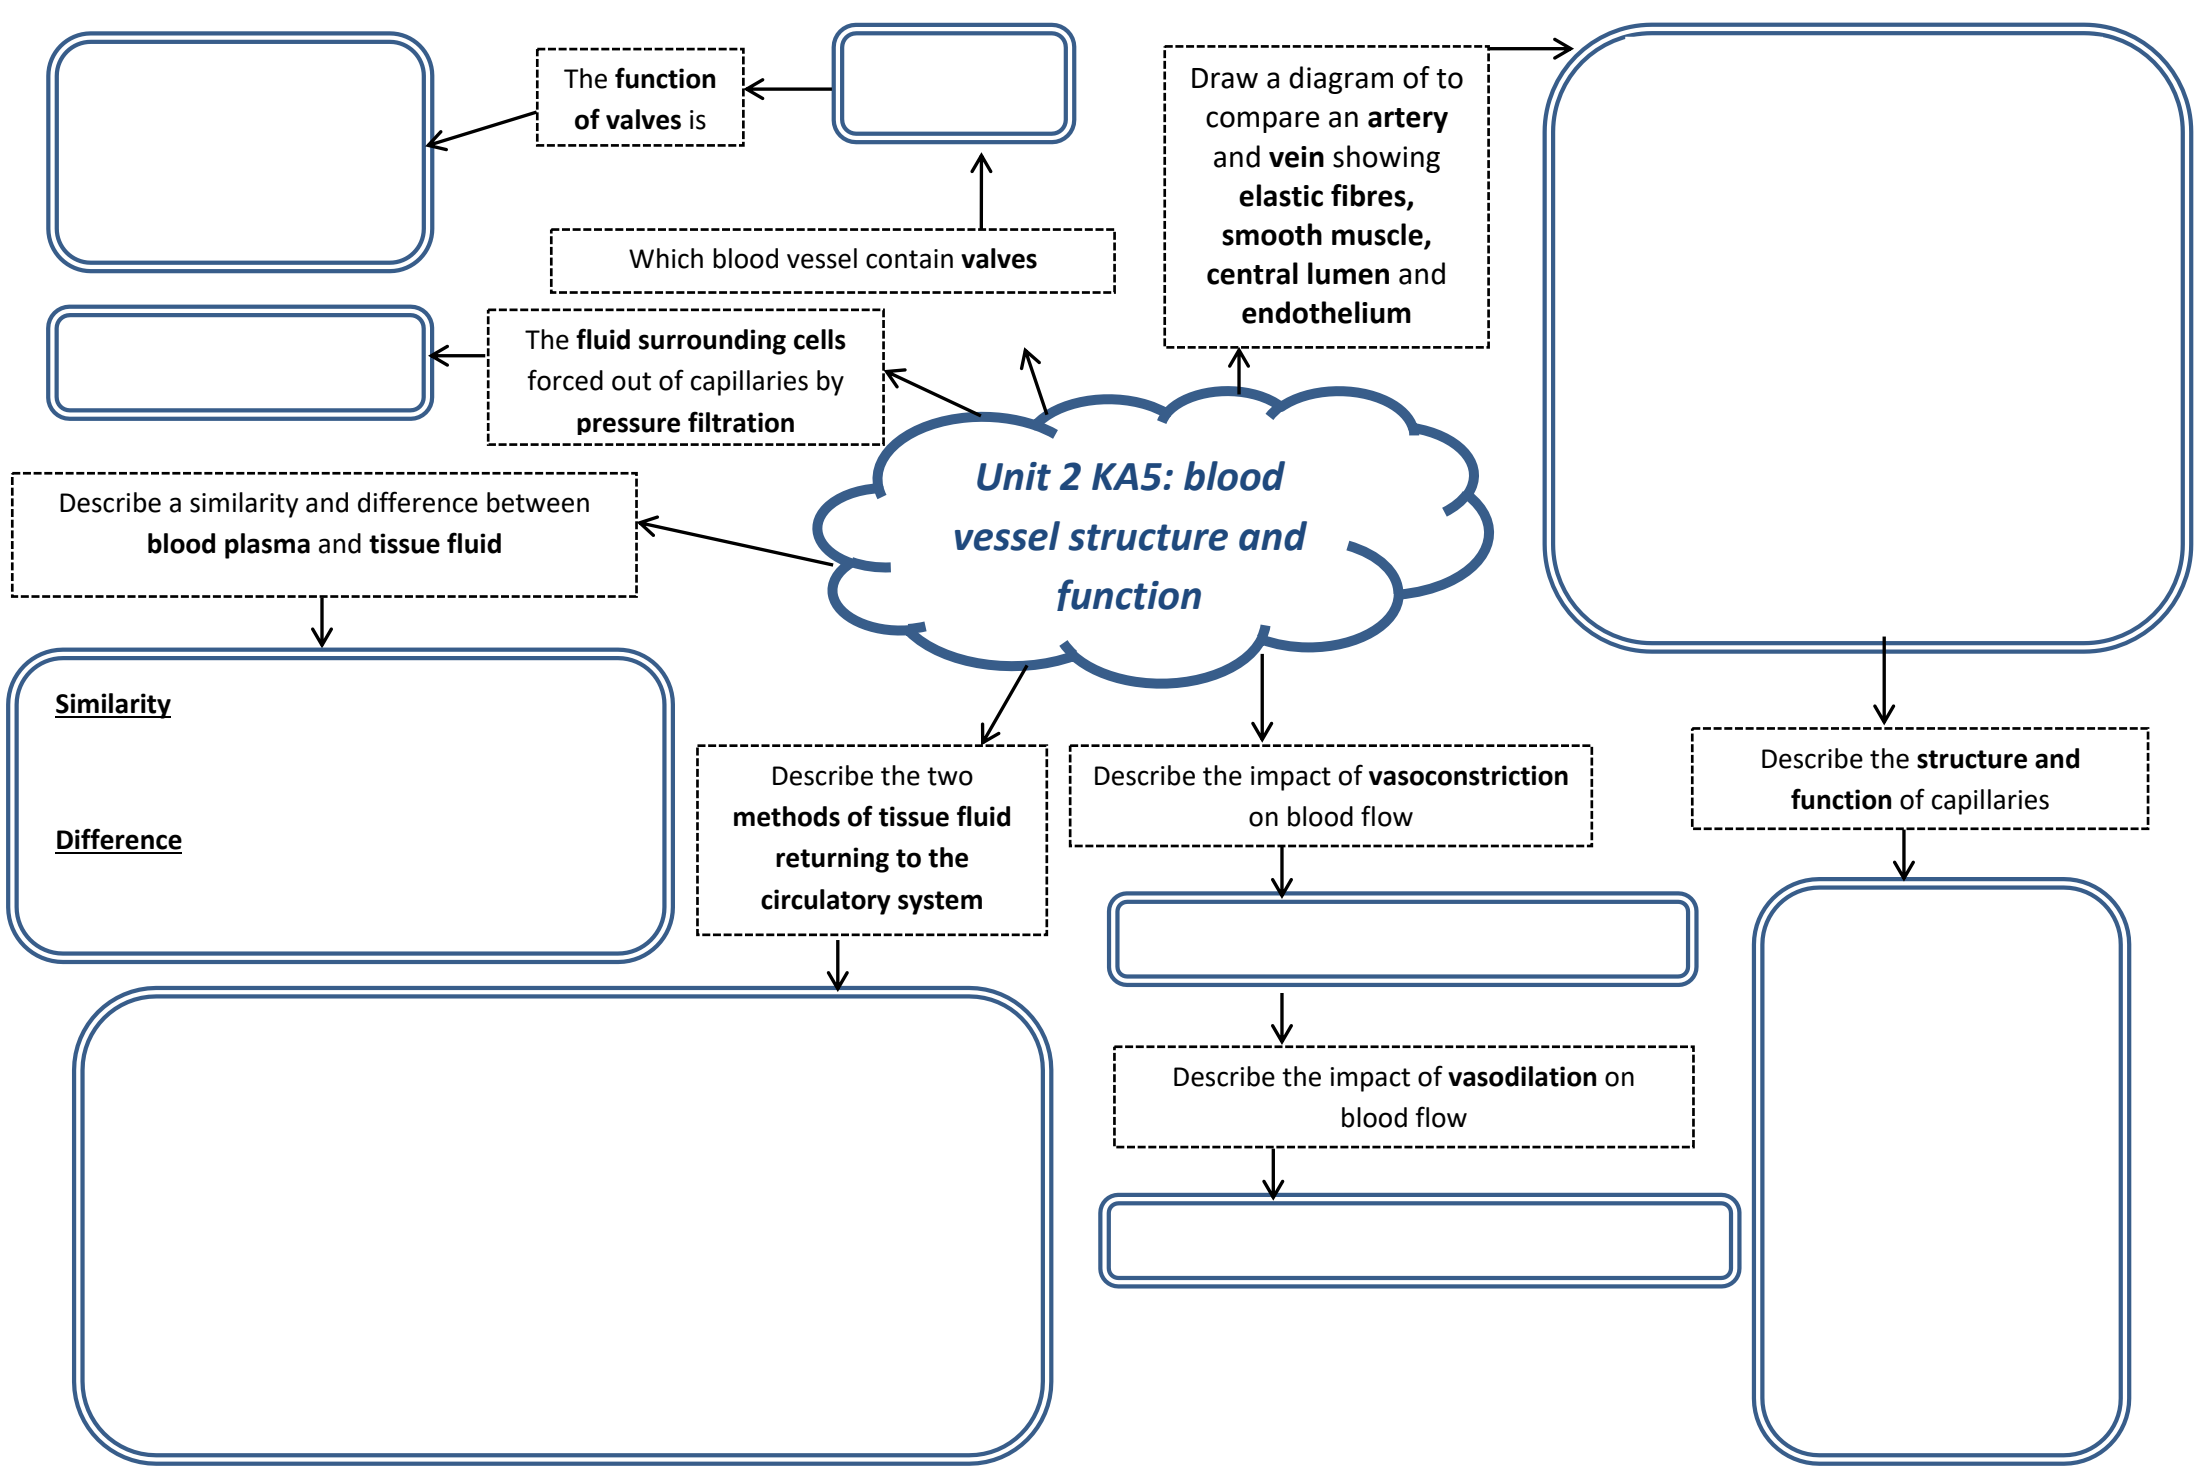 The function
of valves is
Which blood vessel contain valves
Draw a diagram of to
compare an artery
and vein showing
elastic fibres,
smooth muscle,
central lumen and
endothelium
The fluid surrounding cells
forced out of capillaries by
pressure filtration
Unit 2 KA5: blood
vessel structure and
function
Describe a similarity and difference between
blood plasma and tissue fluid
Similarity
Difference
Describe the two
methods of tissue fluid
returning to the
circulatory system
Describe the impact of vasoconstriction
on blood flow
Describe the impact of vasodilation on
blood flow
Describe the structure and
function of capillaries